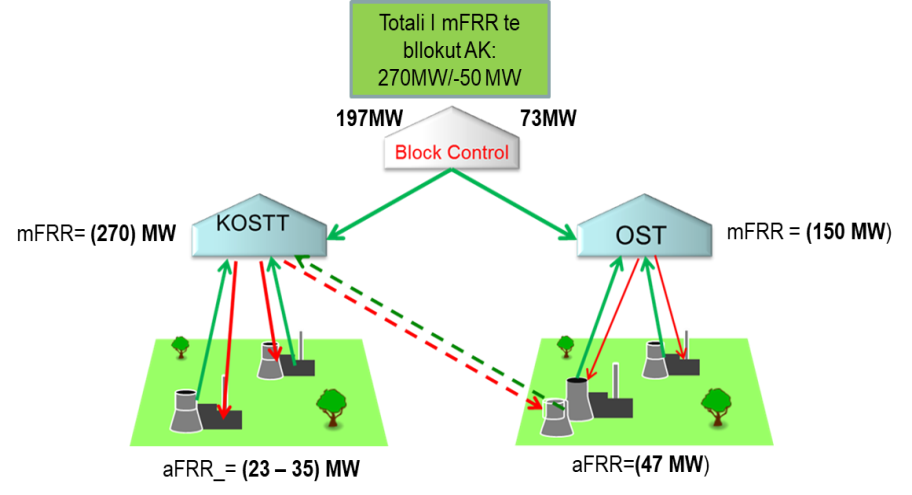 Totali I mFRR te
bllokut AK:
270MW/-50 MW
197MW
73MW
Block Control
KOSTT
OST
mFRR= (270) MW
mFRR = (150 MW)
aFRR_= (23 – 35) MW
aFRR=(47 MW)